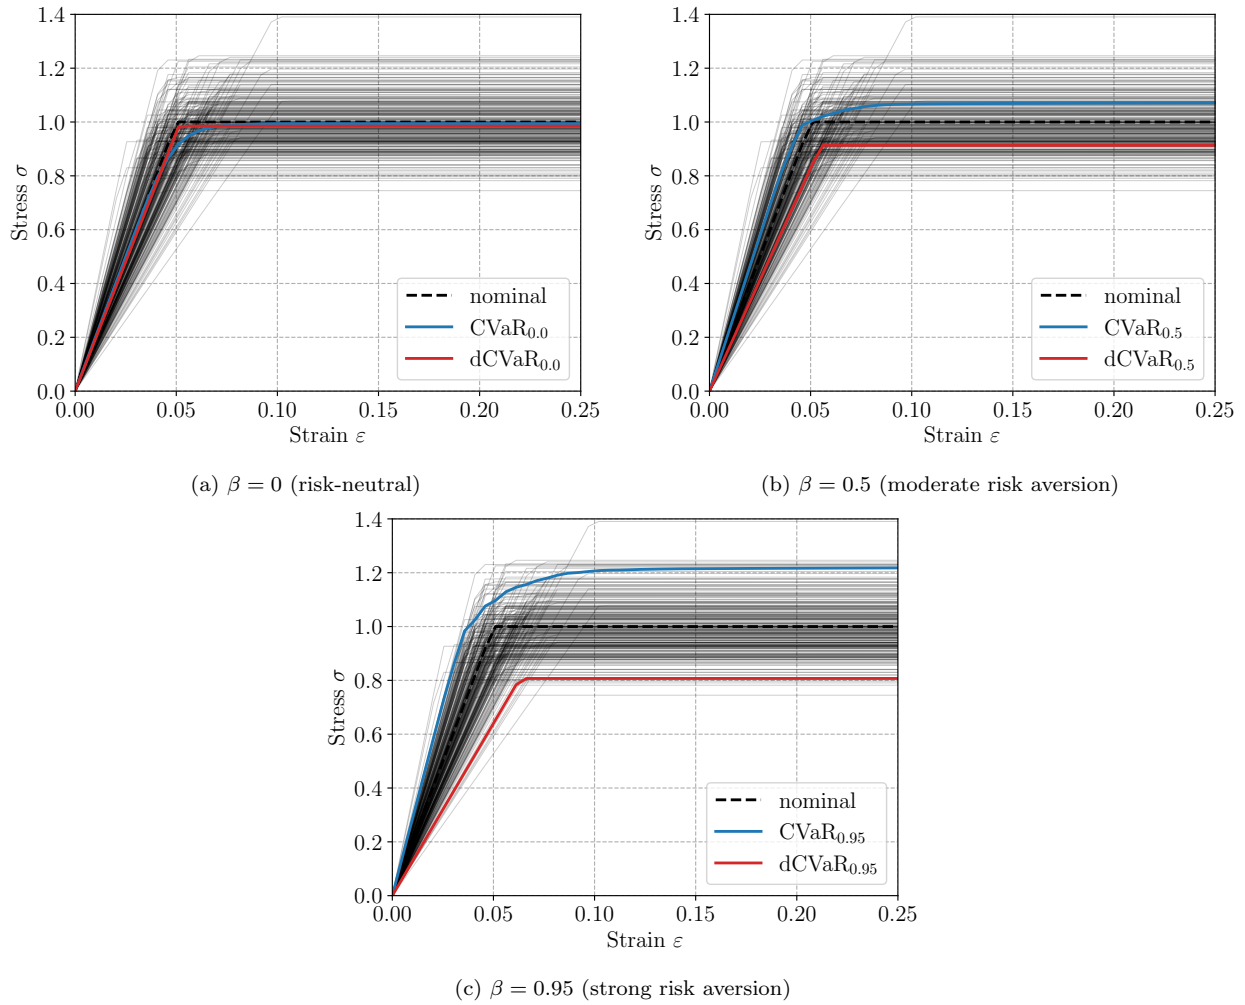 1.4
1.2
1.0
0.8
0.6
0.4
0.2
0.0
Stress σ
0.00 0.05 0.10 0.15 0.20 0.25
Strain ε
nominal
CVaR0.0
dCVaR0.0
(a) β = 0 (risk-neutral)
1.4
1.2
1.0
0.8
0.6
0.4
0.2
0.0
Stress σ
0.00 0.05 0.10 0.15 0.20 0.25
Strain ε
nominal
CVaR0.5
dCVaR0.5
(b) β = 0.5 (moderate risk aversion)
1.4
1.2
1.0
0.8
0.6
0.4
0.2
0.0
Stress σ
0.00 0.05 0.10 0.15 0.20 0.25
Strain ε
nominal
CVaR0.95
dCVaR0.95
(c) β = 0.95 (strong risk aversion)